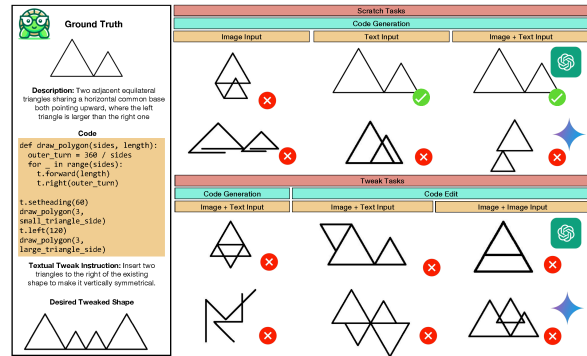 Ground Truth
Description: Two adjacent equilateral
triangles sharing a horizontal common base
both pointing upward, where the left
triangle is larger than the right one
Code
def draw_polygon(sides, length):
outer_turn = 360 / sides
for _ in range(sides):
t.forward(length)
t.right(outer_turn)
t.setheading(60)
draw_polygon(3,
small_triangle_side)
t.left(120)
draw_polygon(3,
large_triangle_side)
Textual Tweak Instruction: Insert two
triangles to the right of the existing
shape to make it vertically symmetrical.
Desired Tweaked Shape
Scratch Tasks
Code Generation
Image Input
Text Input
Image + Text Input
Tweak Tasks
Code Generation
Code Edit
Image + Text Input
Image + Text Input
Image + Image Input